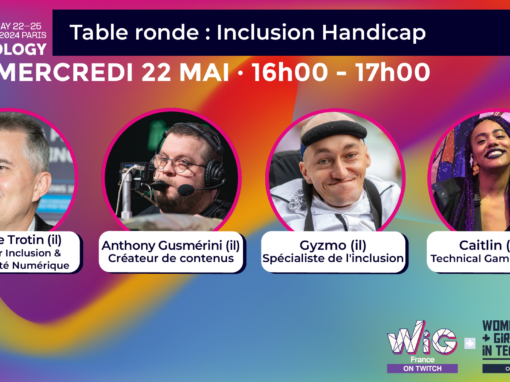 AY 22–25
2024 PARIS
OLOGY
Table ronde : Inclusion Handicap
MERCREDI 22 MAI · 16h00 - 17h00
e Trotin (il)
r Inclusion &
té Numérique
Anthony Gusmérini (il)
Créateur de contenus
Gyzmo (il)
Spécialiste de l'inclusion
Caitlin (
Technical Gam
WiG
France
ON TWITCH
+
WOM
+ GIR
IN TE